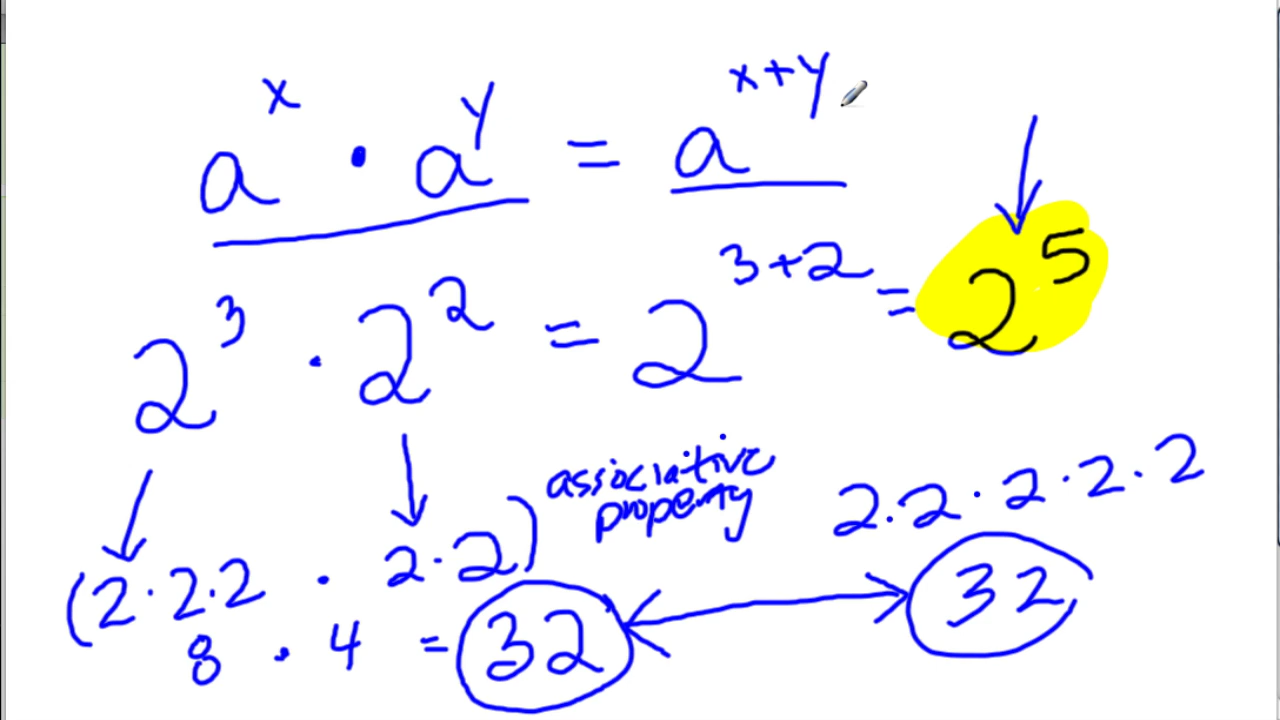 a^x · a^y = a^(x+y)
2^3 · 2^2 = 2^(3+2) = 2^5
associative
property
2·2·2·2·2
(2·2·2 · 2·2)
8 · 4 = 32
32